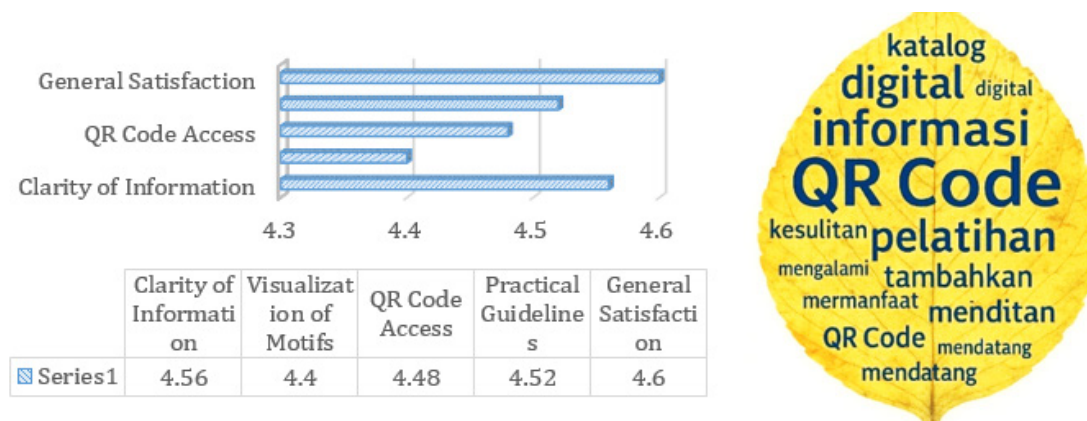 General Satisfaction
QR Code Access
Clarity of Information
4.3 4.4 4.5 4.6
Clarity of Informati on
Visualizat ion of Motifs
QR Code Access
Practical Guideline s
General Satisfacti on
Series1 4.56 4.4 4.48 4.52 4.6
katalog
digital digital
informasi
QR Code
kesulitan pelatihan
mengalami tambahkan
mermanfaat menditan
QR Code mendatang
mendatang